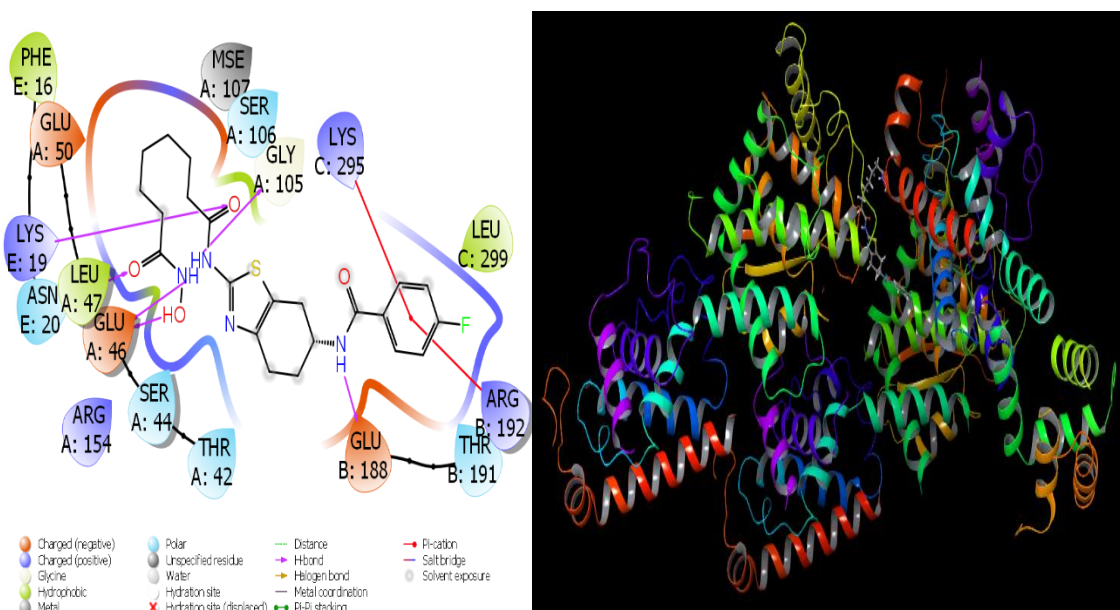 PHE
E: 16
GLU
A: 50
MSE
A: 107
SER
A: 106
GLY
A: 105
LYS
C: 295
LYS
E: 19
ASN
E: 20
LEU
A: 47
GLU
A: 46
LEU
C: 299
O
O
HN
NH
HO
S
N
O
N
H
F
SER
A: 44
ARG
A: 154
THR
A: 42
GLU
B: 188
ARG
B: 192
THR
B: 191
Charged (negative)
Charged (positive)
Glycine
Hydrophobic
Metal
Polar
Unspecified residue
Water
Hydration site
Hydration site (displaced)
Distance
H-bond
Halogen bond
Metal coordination
Pi-Pi stacking
Pi-cation
Salt bridge
Solvent exposure